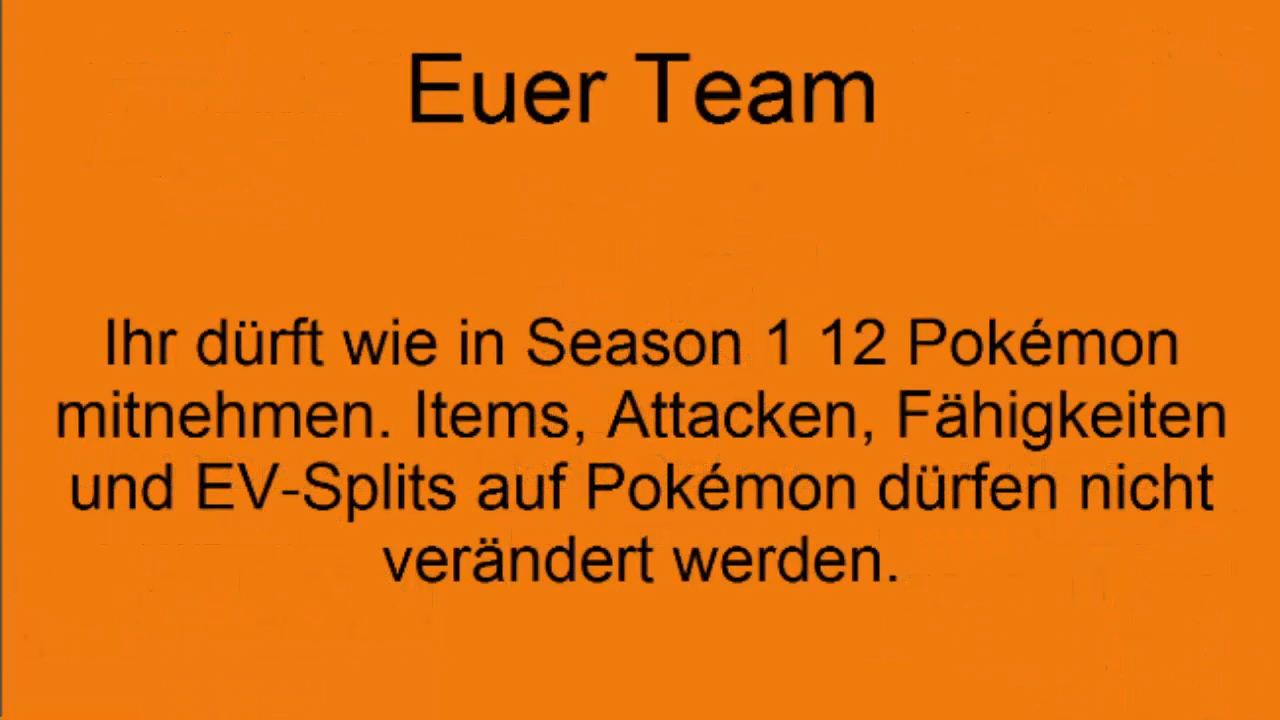 Euer Team
Ihr dürft wie in Season 1 12 Pokémon
mitnehmen. Items, Attacken, Fähigkeiten
und EV-Splits auf Pokémon dürfen nicht
verändert werden.